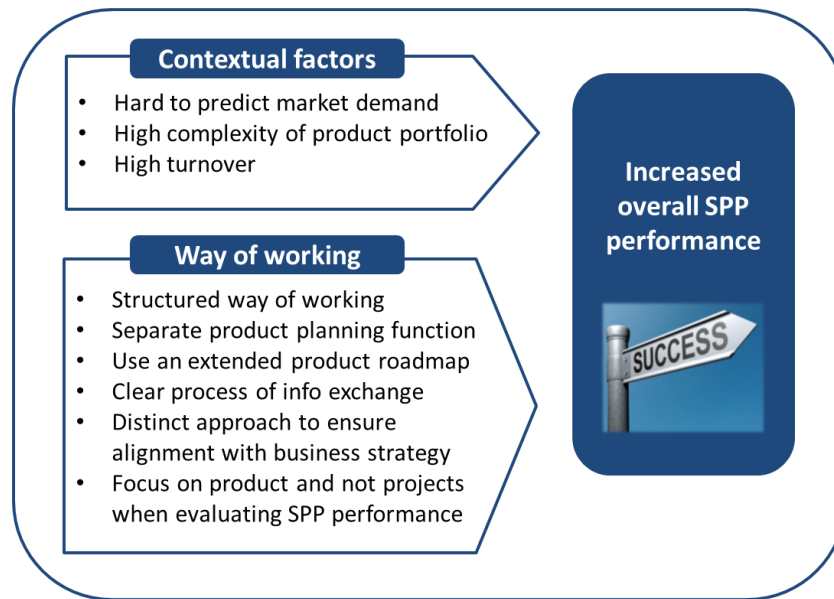 Contextual factors
• Hard to predict market demand
• High complexity of product portfolio
• High turnover
Way of working
• Structured way of working
• Separate product planning function
• Use an extended product roadmap
• Clear process of info exchange
• Distinct approach to ensure
alignment with business strategy
• Focus on product and not projects
when evaluating SPP performance
Increased
overall SPP
performance
SUCCESS